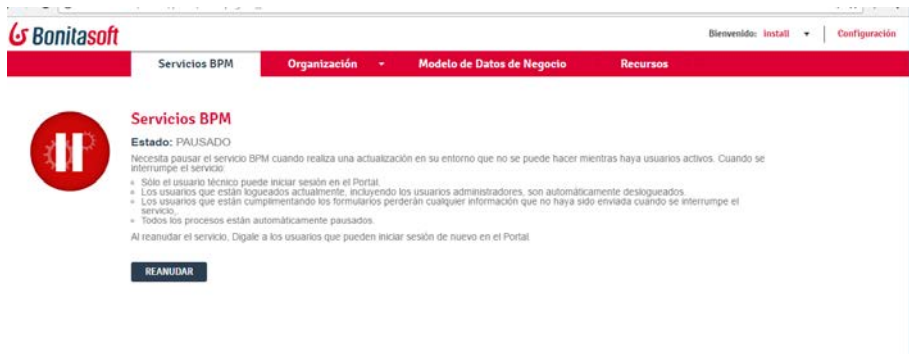 Bonitasoft
Bienvenido: install
Configuración
Servicios BPM
Organización
Modelo de Datos de Negocio
Recursos
Servicios BPM
Estado: PAUSADO
Necesita pausar el servicio BPM cuando realiza una actualización en su entorno que no se puede hacer mientras haya usuarios activos. Cuando se
interrumpe el servicio:
Sólo el usuario técnico puede iniciar sesión en el Portal.
Los usuarios que están logueados actualmente, incluyendo los usuarios administradores, son automáticamente deslogueados.
Los usuarios que están cumplimentando los formularios perderán cualquier información que no haya sido enviada cuando se interrumpe el
servicio,.
Todos los procesos están automáticamente pausados.
Al reanudar el servicio, Digale a los usuarios que pueden iniciar sesión de nuevo en el Portal
REANUDAR